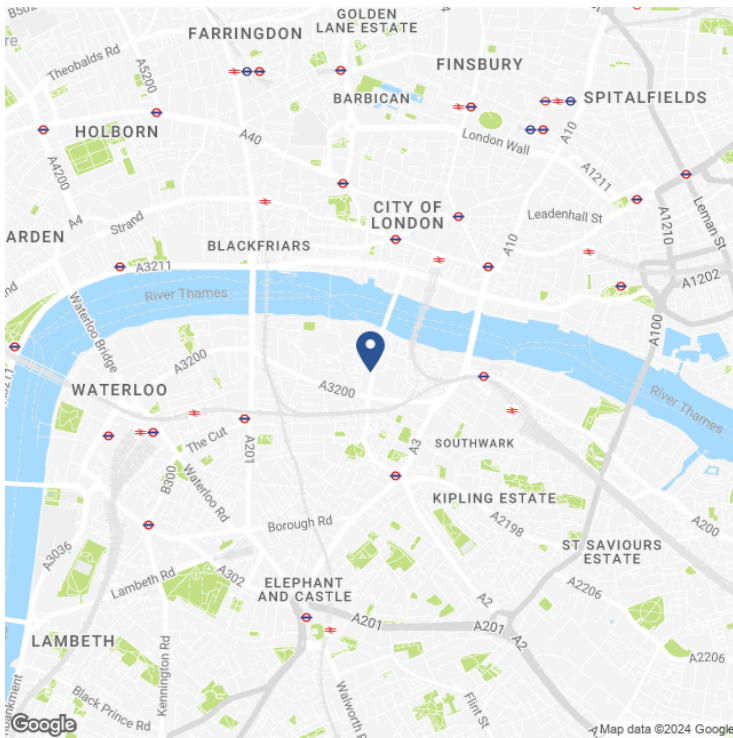 B502
GOLDEN
LANE ESTATE
FARRINGDON
A5200
Theobalds Rd
FINSBURY
BARBICAN
SPITALFIELDS
HOLBORN
A40
London Wall
A10
A4200
A1211
A4
Strand
CITY OF
LONDON
Leadenhall St
A1210
Leman St
ARDEN
BLACKFRIARS
A10
A3211
A1202
River Thames
Waterloo Bridge
A100
A3200
A3211
WATERLOO
A3200
River Thames
The Cut
A201
A3
SOUTHWARK
B300
Waterloo Rd
KIPLING ESTATE
A2198
A200
Borough Rd
A3036
ST SAVIOURS
ESTATE
Lambeth Rd
A302
ELEPHANT
AND CASTLE
A2
A2206
A201
A201
A2
LAMBETH
A2206
Kennington Rd
Black Prince Rd
Walworth R
Flint St
Google
Map data ©2024 Google